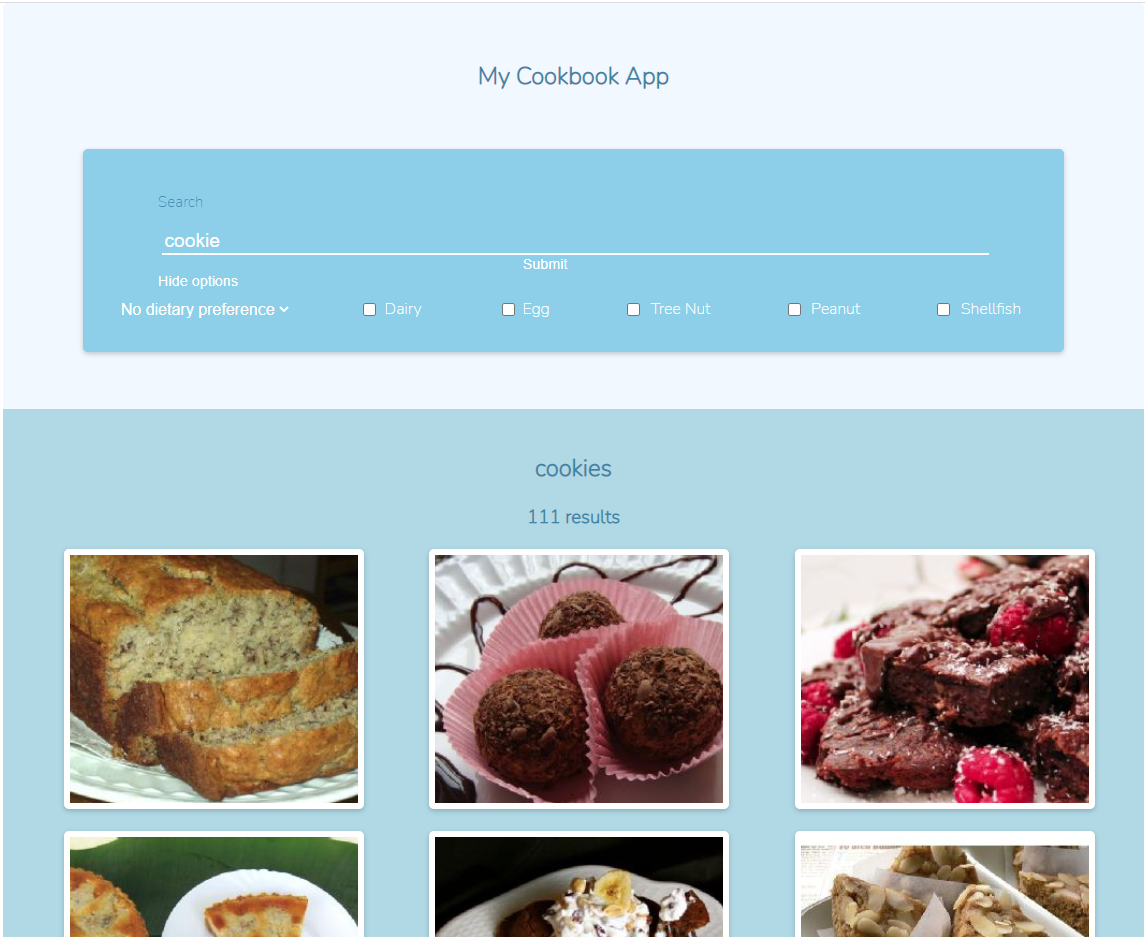 My Cookbook App
Search
cookie
Submit
Hide options
No dietary preference Dairy Egg Tree Nut Peanut Shellfish
cookies
111 results